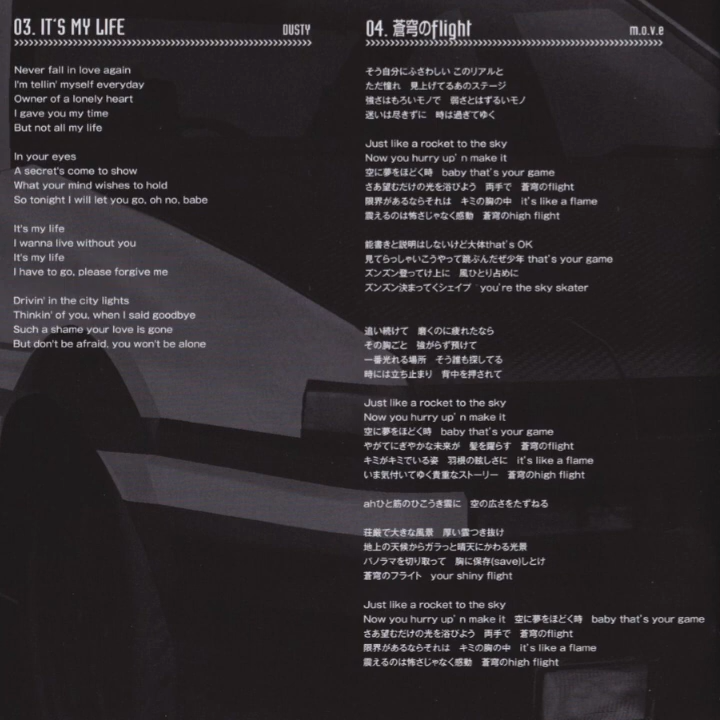 03. IT'S MY LIFE
DUSTY
Never fall in love again
I'm tellin' myself everyday
Owner of a lonely heart
I gave you my time
But not all my life
In your eyes
A secret's come to show
What your mind wishes to hold
So tonight I will let you go, oh no, babe
It's my life
I wanna live without you
It's my life
I have to go, please forgive me
Drivin' in the city lights
Thinkin' of you, when I said goodbye
Such a shame your love is gone
But don't be afraid, you won't be alone
04. 蒼穹のflight
m.o.v.e
そう自分にふさわしい このリアルと
ただ憧れ 見上げてるあのステージ
強さはもろいモノで 弱さとはずるいモノ
迷いは尽きずに 時は過ぎてゆく
Just like a rocket to the sky
Now you hurry up' n make it
空に夢をほどく時 baby that's your game
さあ望むだけの光を浴びよう 両手で 蒼穹のflight
限界があるならそれは キミの胸の中 it's like a flame
震えるのは怖さじゃなく感動 蒼穹のhigh flight
能書きと説明はしないけど大体that's OK
見てらっしゃいこうやって跳ぶんだぜ少年 that's your game
ズンズン登ってけ上に 風ひとり占めに
ズンズン決まってくシェイプ you're the sky skater
追い続けて 磨くのに疲れたなら
その胸ごと 強がらず預けて
一番光れる場所 そう誰も探してる
時には立ち止まり 背中を押されて
Just like a rocket to the sky
Now you hurry up' n make it
空に夢をほどく時 baby that's your game
やがてにぎやかな未来が 髪を躍らす 蒼穹のflight
キミがキミでいる姿 羽根の眩しさに it's like a flame
いま気付いてゆく貴重なストーリー 蒼穹のhigh flight
ahひと筋のひこうき雲に 空の広さをたずねる
荘厳で大きな風景 厚い雲つき抜け
地上の天候からガラっと晴天にかわる光景
パノラマを切り取って 胸に保存(save)しとけ
蒼穹のフライト your shiny flight
Just like a rocket to the sky
Now you hurry up' n make it 空に夢をほどく時 baby that's your game
さあ望むだけの光を浴びよう 両手で 蒼穹のflight
限界があるならそれは キミの胸の中 it's like a flame
震えるのは怖さじゃなく感動 蒼穹のhigh flight